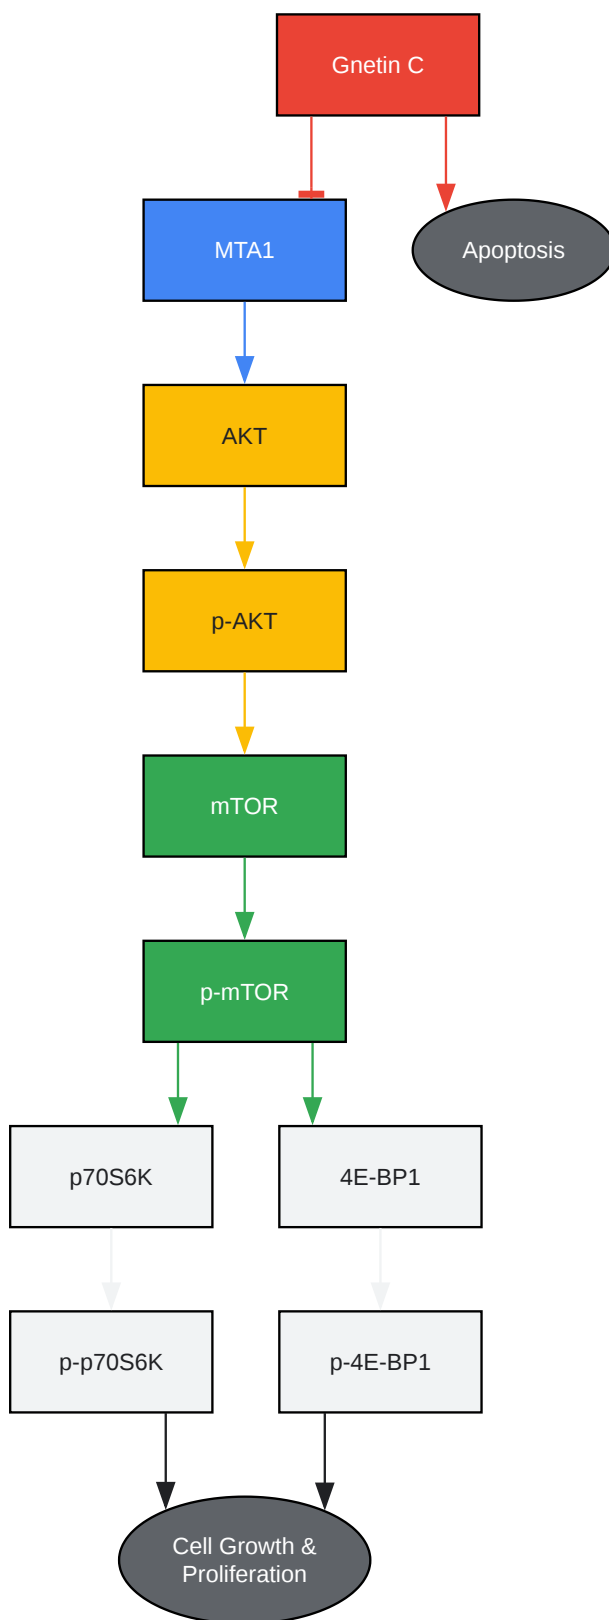 Gnetin C
MTA1
Apoptosis
AKT
p-AKT
mTOR
p-mTOR
p70S6K
4E-BP1
p-p70S6K
p-4E-BP1
Cell Growth &
Proliferation